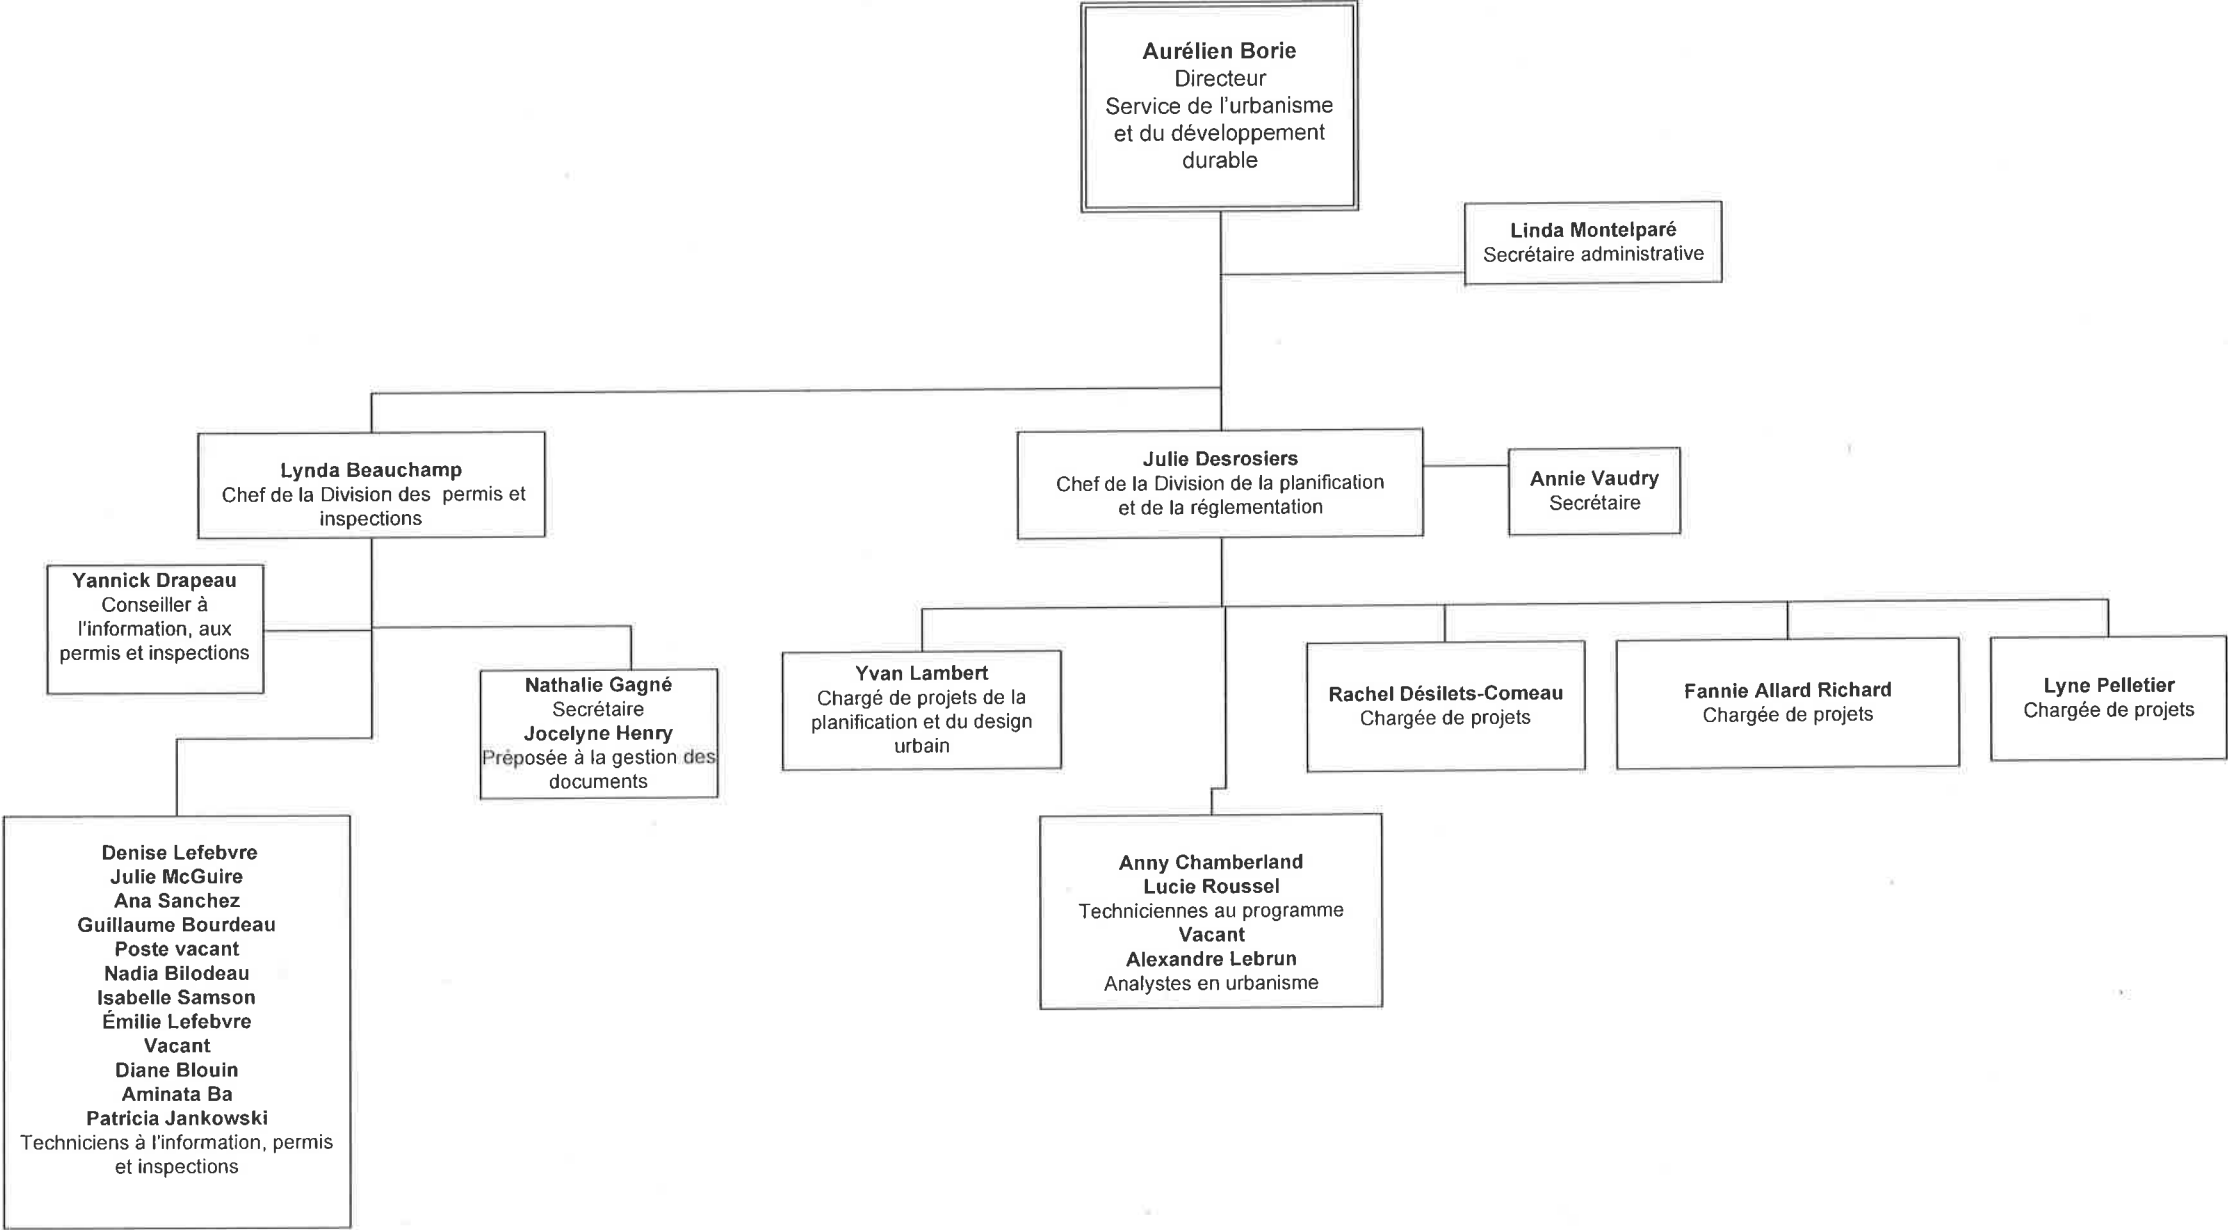 Aurélien Borie
Directeur
Service de l'urbanisme
et du développement
durable
Linda Montelparé
Secrétaire administrative
Lynda Beauchamp
Chef de la Division des permis et
inspections
Julie Desrosiers
Chef de la Division de la planification
et de la réglementation
Annie Vaudry
Secrétaire
Yannick Drapeau
Conseiller à
l'information, aux
permis et inspections
Nathalie Gagné
Secrétaire
Jocelyne Henry
Préposée à la gestion des
documents
Yvan Lambert
Chargé de projets de la
planification et du design
urbain
Rachel Désilets-Comeau
Chargée de projets
Fannie Allard Richard
Chargée de projets
Lyne Pelletier
Chargée de projets
Denise Lefebvre
Julie McGuire
Ana Sanchez
Guillaume Bourdeau
Poste vacant
Nadia Bilodeau
Isabelle Samson
Émilie Lefebvre
Vacant
Diane Blouin
Aminata Ba
Patricia Jankowski
Techniciens à l'information, permis
et inspections
Anny Chamberland
Lucie Roussel
Techniciennes au programme
Vacant
Alexandre Lebrun
Analystes en urbanisme